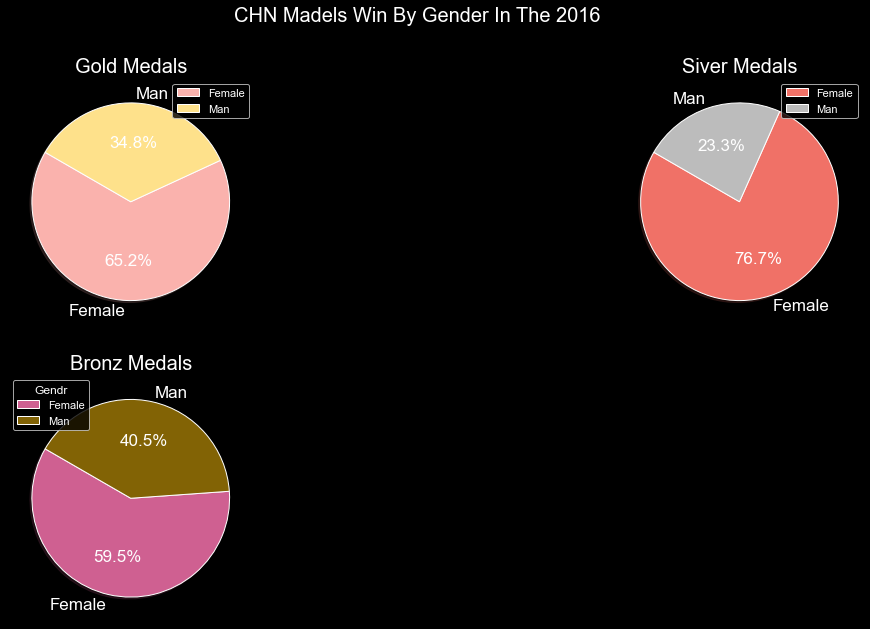 CHN Madels Win By Gender In The 2016
Gold Medals
Man
Female
Man
34.8%
65.2%
Female
Siver Medals
Man
Female
Man
23.3%
76.7%
Female
Bronz Medals
Gendr
Female
Man
Man
40.5%
59.5%
Female